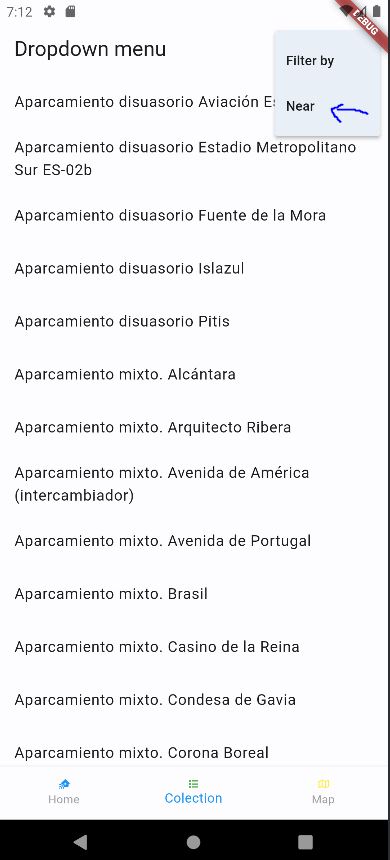 7:12
DEBUG
Dropdown menu
Filter by
Near
Aparcamiento disuasorio Aviación Es
Aparcamiento disuasorio Estadio Metropolitano
Sur ES-02b
Aparcamiento disuasorio Fuente de la Mora
Aparcamiento disuasorio Islazul
Aparcamiento disuasorio Pitis
Aparcamiento mixto. Alcántara
Aparcamiento mixto. Arquitecto Ribera
Aparcamiento mixto. Avenida de América
(intercambiador)
Aparcamiento mixto. Avenida de Portugal
Aparcamiento mixto. Brasil
Aparcamiento mixto. Casino de la Reina
Aparcamiento mixto. Condesa de Gavia
Aparcamiento mixto. Corona Boreal
Home
Colection
Map